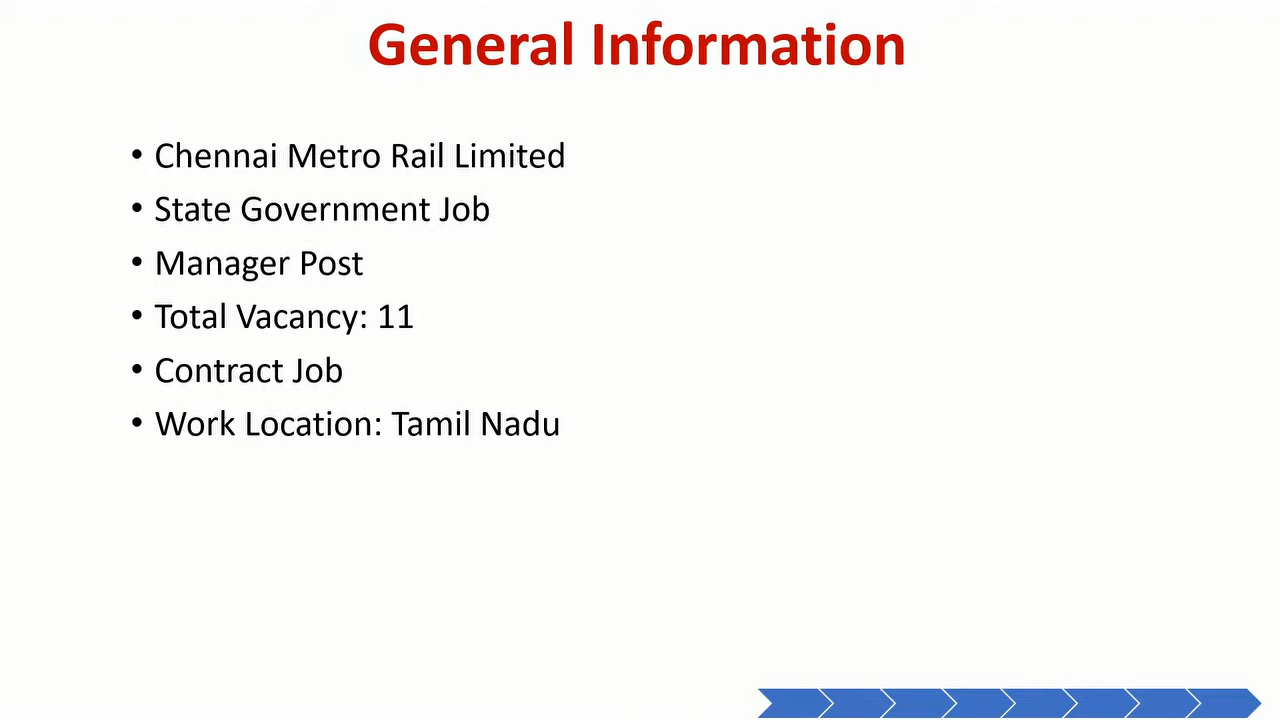 General Information
• Chennai Metro Rail Limited
• State Government Job
• Manager Post
• Total Vacancy: 11
• Contract Job
• Work Location: Tamil Nadu